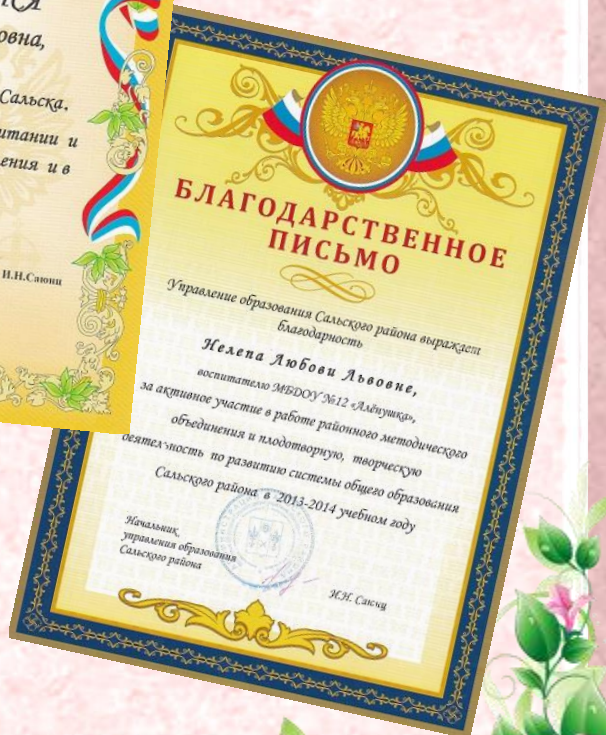 ИЯ
овна,
Сальска,
итании и
ения и в
И.Н.Саюнц
БЛАГОДАРСТВЕННОЕ
ПИСЬМО
Управление образования Сальского района выражает
благодарность
Нелепа Любови Львовне,
воспитателю МБДОУ №12 «Алёнушка»,
за активное участие в работе районного методического
объединения и плодотворную, творческую
деятельность по развитию системы общего образования
Сальского района в 2013-2014 учебном году
Начальник
управления образования
Сальского района
И.Н. Саюнц